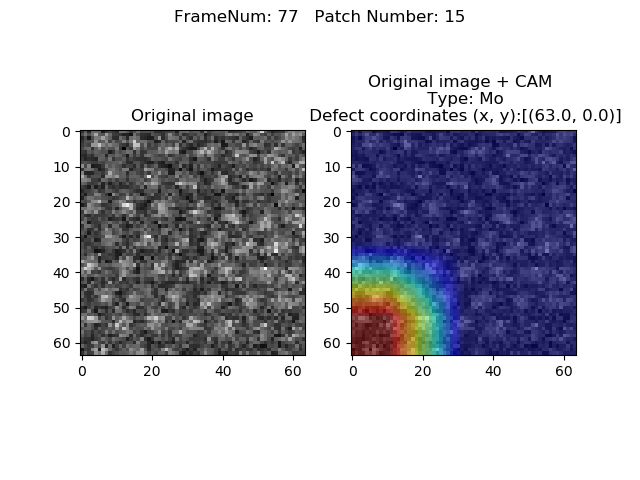 FrameNum: 77   Patch Number: 15
Original image
Original image + CAM
Type: Mo
Defect coordinates (x, y):[(63.0, 0.0)]
0
10
20
30
40
50
60
0 20 40 60
0
10
20
30
40
50
60
0 20 40 60